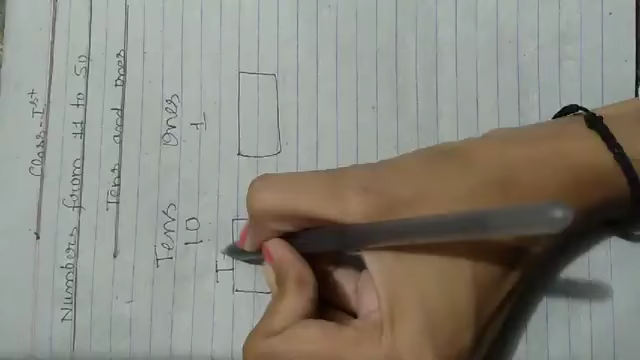 Class-Ist
Numbers from 11 to 50
Tens and Ones
Tens Ones
10 1
T